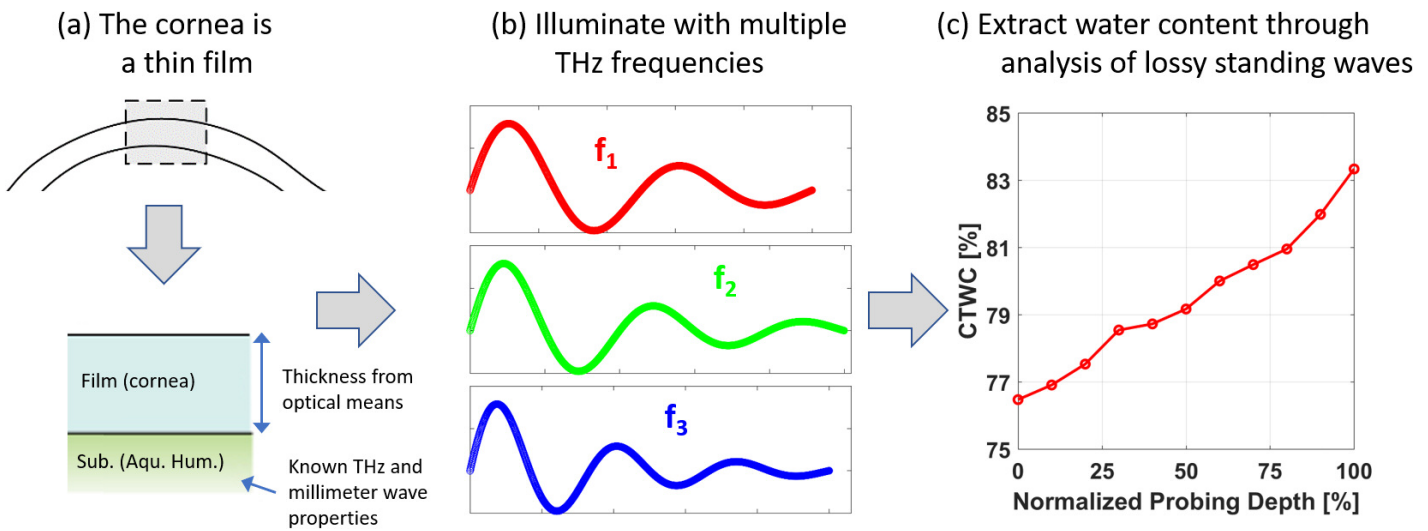 (a) The cornea is
a thin film
Film (cornea)
Sub. (Aqu. Hum.)
Thickness from
optical means
Known THz and
millimeter wave
properties
(b) Illuminate with multiple
THz frequencies
f1
f2
f3
(c) Extract water content through
analysis of lossy standing waves
CTWC [%]
85
83
81
79
77
75
0 25 50 75 100
Normalized Probing Depth [%]